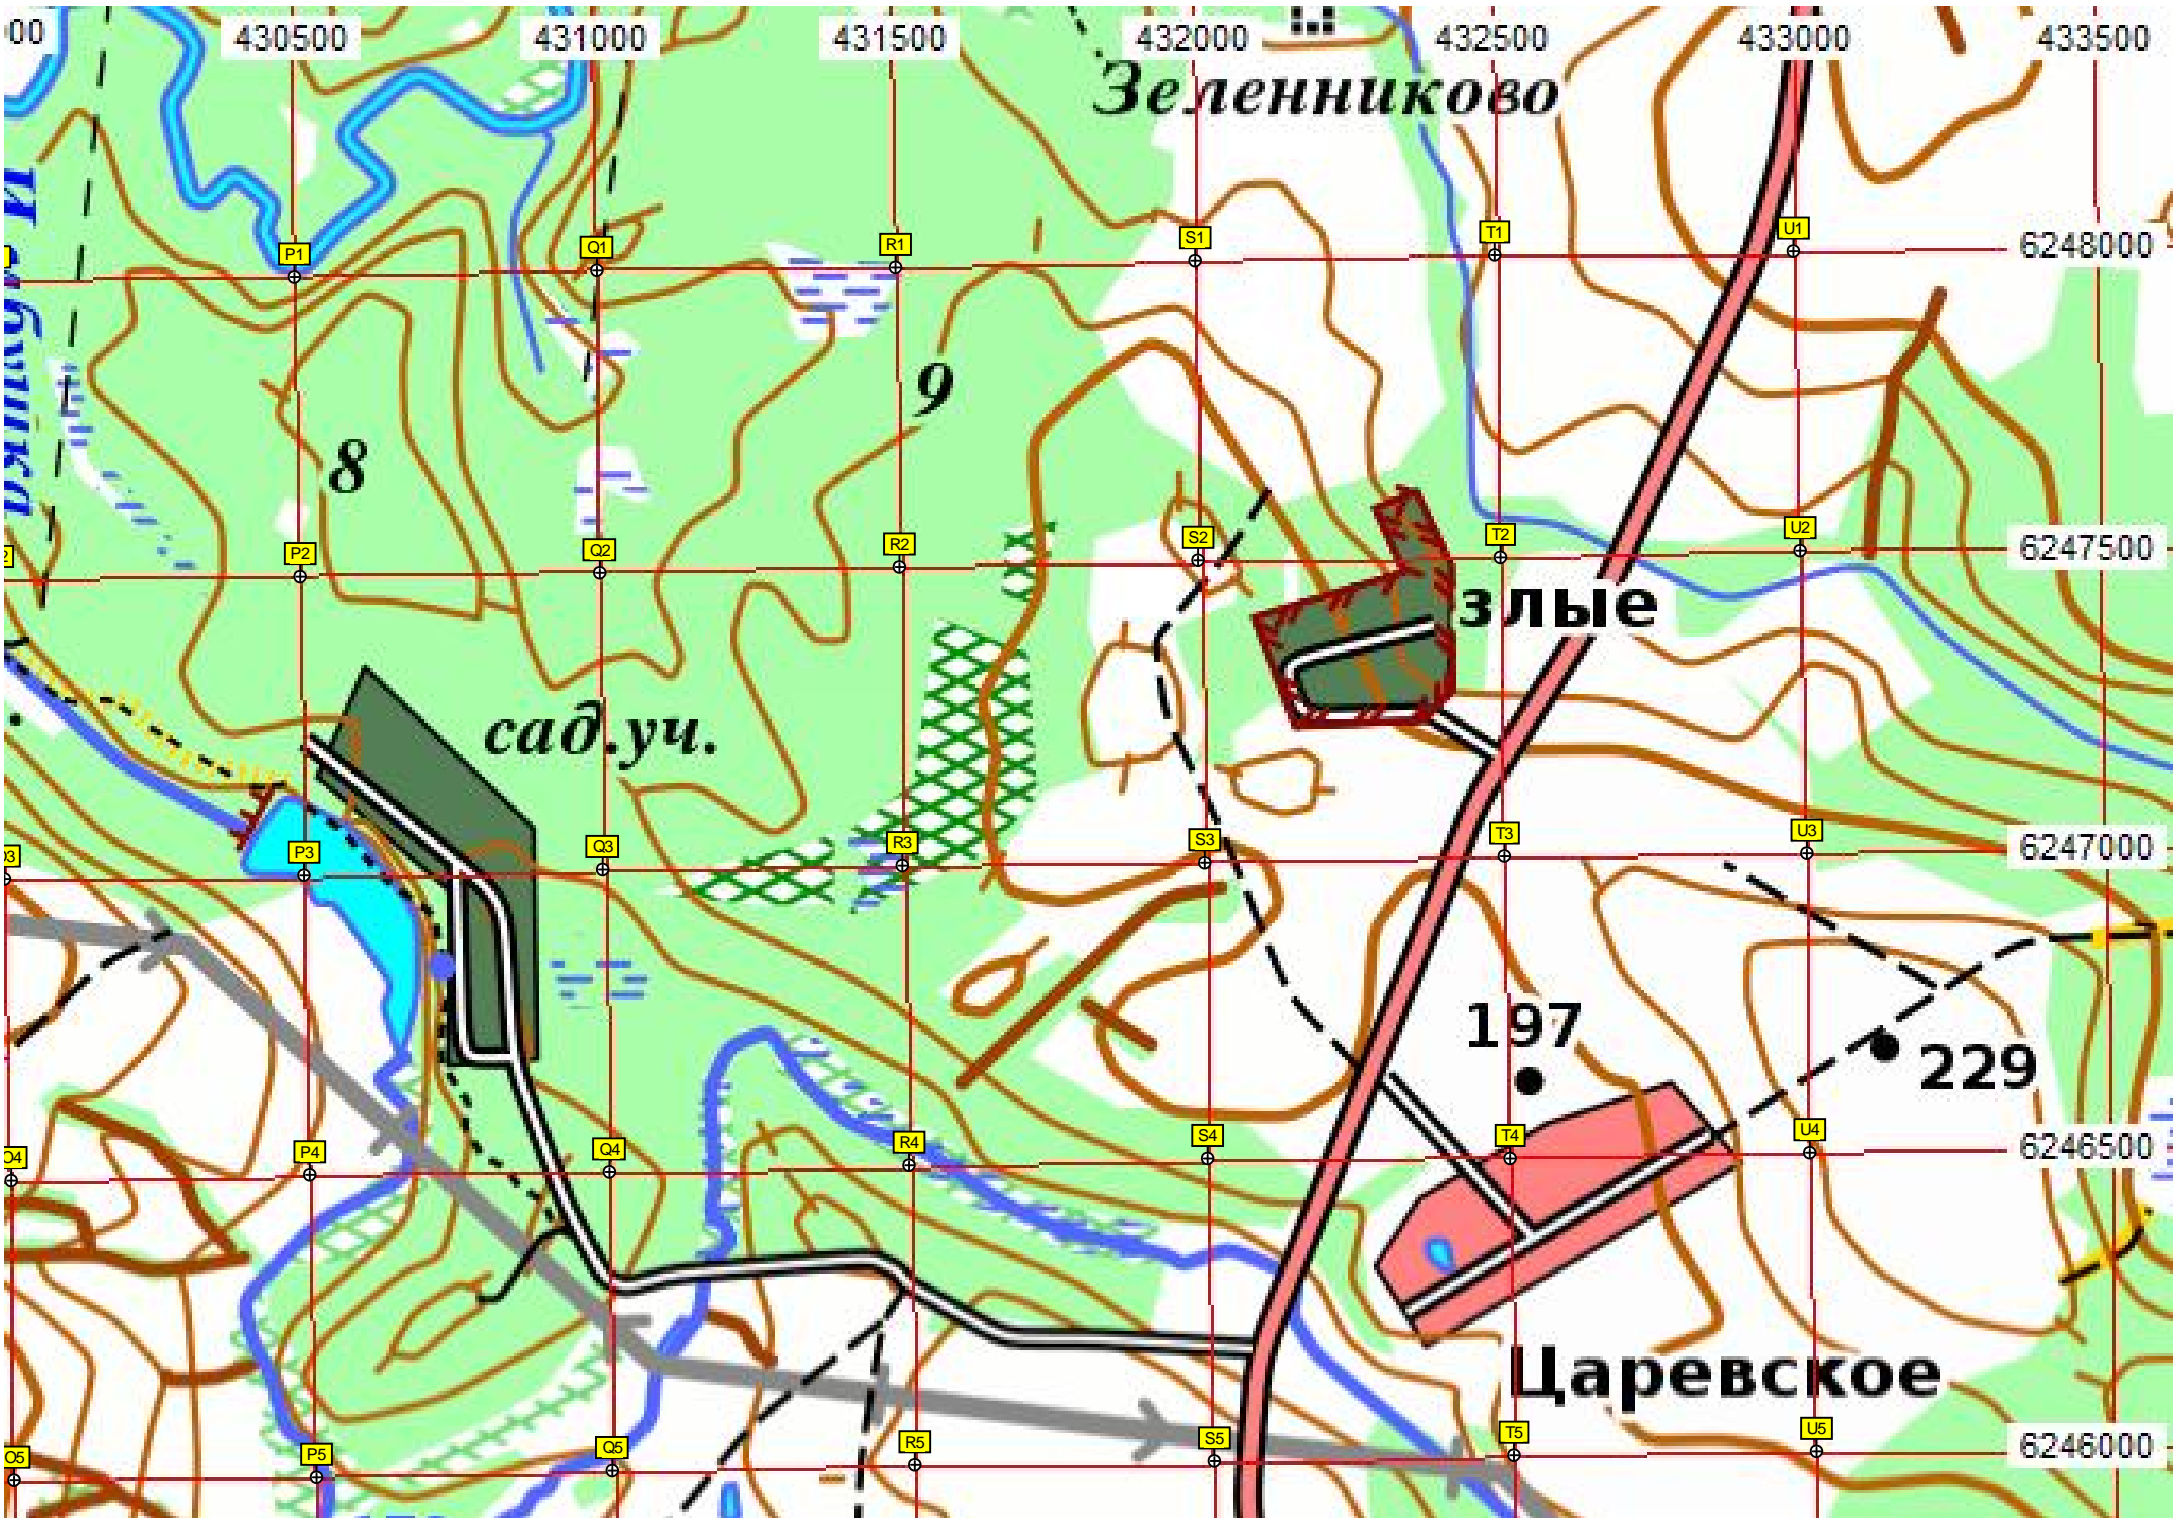 430500 431000 431500 432000 432500 433000 433500
Зеленниково
P1 Q1 R1 S1 T1 U1 6248000
9
8
P2 Q2 R2 S2 T2 U2 6247500
злые
сад.уч.
P3 Q3 R3 S3 T3 U3 6247000
197
229
O4 P4 Q4 R4 S4 T4 U4 6246500
Царевское
O5 P5 Q5 R5 S5 T5 U5 6246000